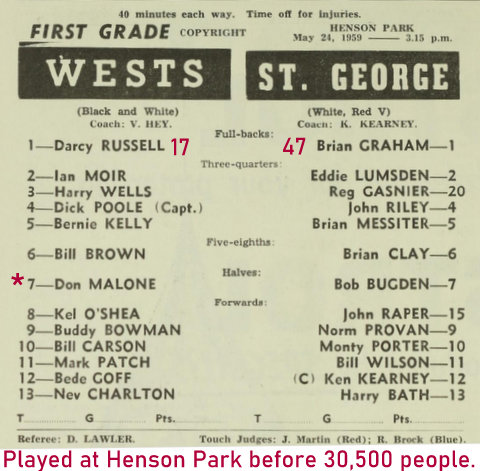 40 minutes each way. Time off for injuries.
FIRST GRADE COPYRIGHT HENSON PARK
May 24, 1959 —— 3.15 p.m.
WESTS ST. GEORGE
(Black and White) (White, Red V)
Coach: V. HEY. Coach: K. KEARNEY.
Full-backs:
1—Darcy RUSSELL 17 47 Brian GRAHAM—1
Three-quarters:
2—Ian MOIR Eddie LUMSDEN—2
3—Harry WELLS Reg GASNIER—20
4—Dick POOLE (Capt.) John RILEY—4
5—Bernie KELLY Brian MESSITER—5
Five-eighths:
6—Bill BROWN Brian CLAY—6
Halves:
*7—Don MALONE Bob BUGDEN—7
Forwards:
8—Kel O'SHEA John RAPER—15
9—Buddy BOWMAN Norm PROVAN—9
10—Bill CARSON Monty PORTER—10
11—Mark PATCH Bill WILSON—11
12—Bede GOFF (C) Ken KEARNEY—12
13—Nev CHARLTON Harry BATH—13
T.............. G.............. Pts. T.............. G.............. Pts.
Referee: D. LAWLER. Touch Judges: J. Martin (Red); R. Brock (Blue).
Played at Henson Park before 30,500 people.